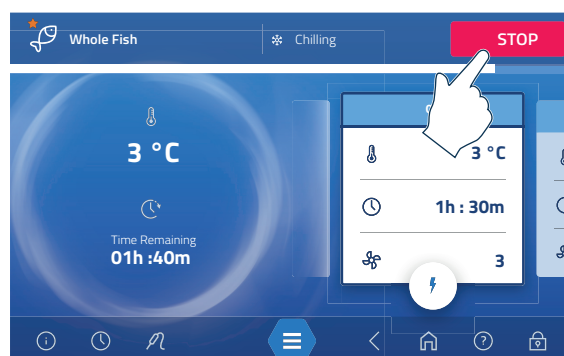 Whole Fish
Chilling
STOP
3 °C
Time Remaining
01h :40m
3 °C
1h : 30m
3